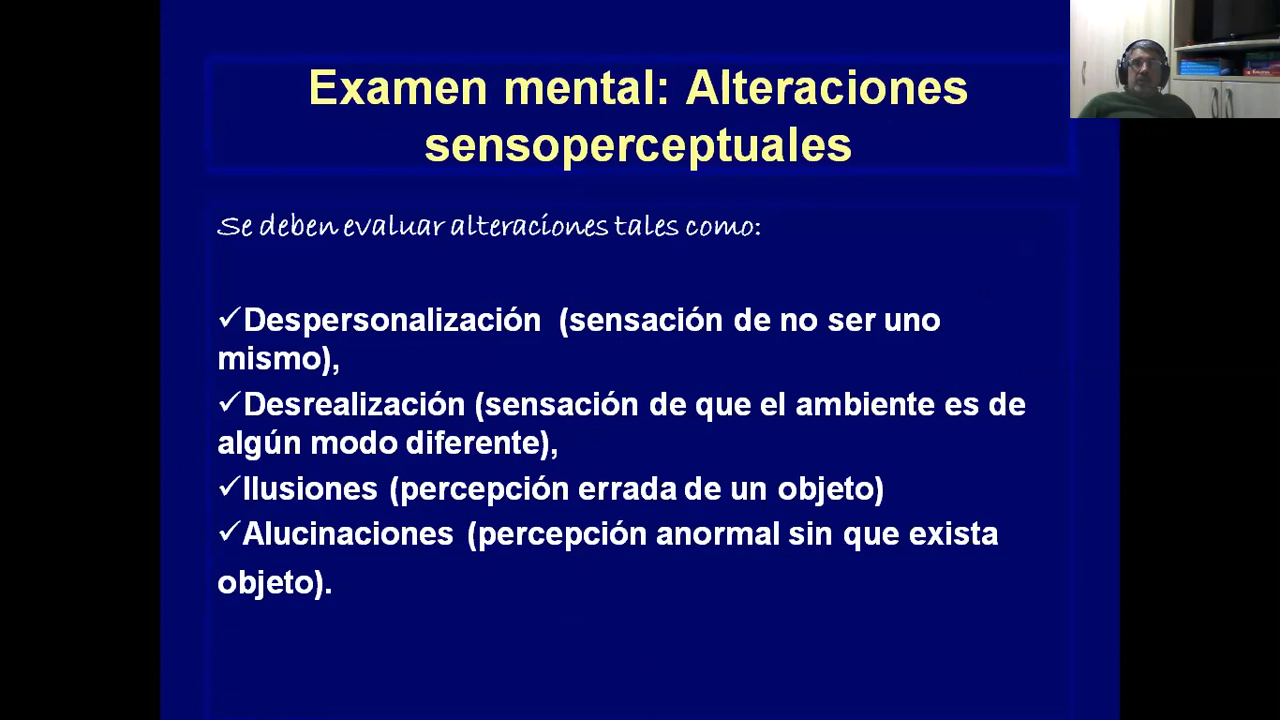 Examen mental: Alteraciones
sensoperceptuales
Se deben evaluar alteraciones tales como:
✓Despersonalización (sensación de no ser uno
mismo),
✓Desrealización (sensación de que el ambiente es de
algún modo diferente),
✓Ilusiones (percepción errada de un objeto)
✓Alucinaciones (percepción anormal sin que exista
objeto).